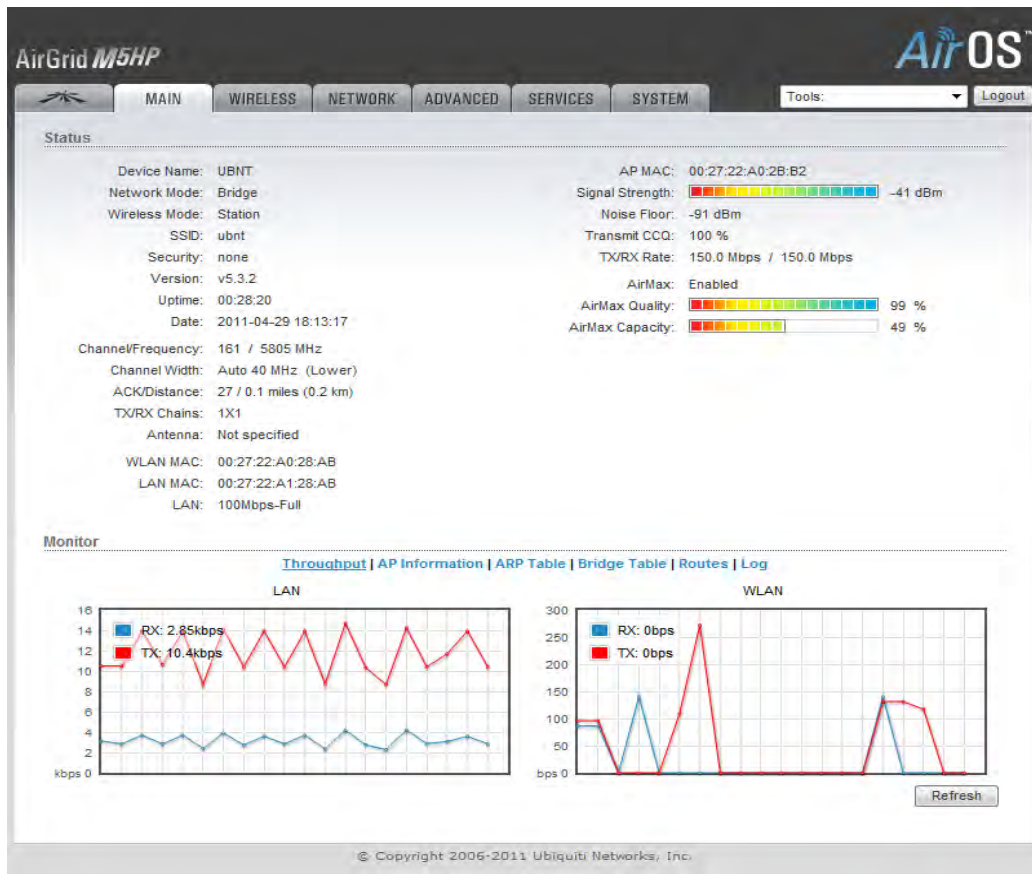 AirGrid M5HP
AirOS™
MAIN WIRELESS NETWORK ADVANCED SERVICES SYSTEM Tools: Logout
Status
Device Name: UBNT
Network Mode: Bridge
Wireless Mode: Station
SSID: ubnt
Security: none
Version: v5.3.2
Uptime: 00:28:20
Date: 2011-04-29 18:13:17
Channel/Frequency: 161 / 5805 MHz
Channel Width: Auto 40 MHz (Lower)
ACK/Distance: 27 / 0.1 miles (0.2 km)
TX/RX Chains: 1X1
Antenna: Not specified
WLAN MAC: 00:27:22:A0:28:AB
LAN MAC: 00:27:22:A1:28:AB
LAN: 100Mbps-Full
AP MAC: 00:27:22:A0:2B:B2
Signal Strength: -41 dBm
Noise Floor: -91 dBm
Transmit CCQ: 100 %
TX/RX Rate: 150.0 Mbps / 150.0 Mbps
AirMax: Enabled
AirMax Quality: 99 %
AirMax Capacity: 49 %
Monitor
Throughput | AP Information | ARP Table | Bridge Table | Routes | Log
LAN
16
14
12
10
8
6
4
2
kbps 0
RX: 2.85kbps
TX: 10.4kbps
WLAN
300
250
200
150
100
50
bps 0
RX: 0bps
TX: 0bps
Refresh
© Copyright 2006-2011 Ubiquiti Networks, Inc.